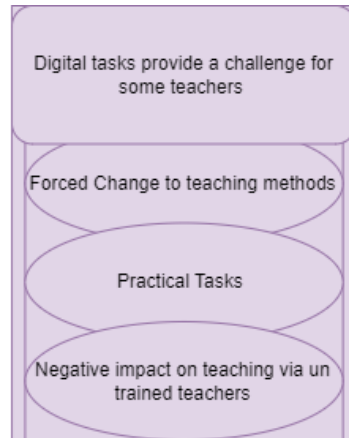 Digital tasks provide a challenge for
some teachers
Forced Change to teaching methods
Practical Tasks
Negative impact on teaching via un
trained teachers